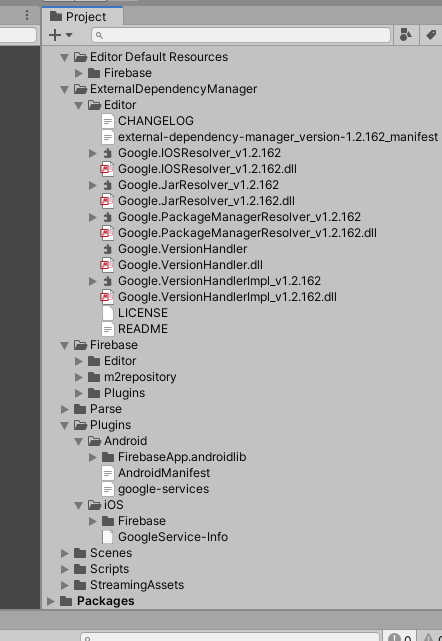 Project
Editor Default Resources
Firebase
ExternalDependencyManager
Editor
CHANGELOG
external-dependency-manager_version-1.2.162_manifest
Google.IOSResolver_v1.2.162
Google.IOSResolver_v1.2.162.dll
Google.JarResolver_v1.2.162
Google.JarResolver_v1.2.162.dll
Google.PackageManagerResolver_v1.2.162
Google.PackageManagerResolver_v1.2.162.dll
Google.VersionHandler
Google.VersionHandler.dll
Google.VersionHandlerImpl_v1.2.162
Google.VersionHandlerImpl_v1.2.162.dll
LICENSE
README
Firebase
Editor
m2repository
Plugins
Parse
Plugins
Android
FirebaseApp.androidlib
AndroidManifest
google-services
iOS
Firebase
GoogleService-Info
Scenes
Scripts
StreamingAssets
Packages
0